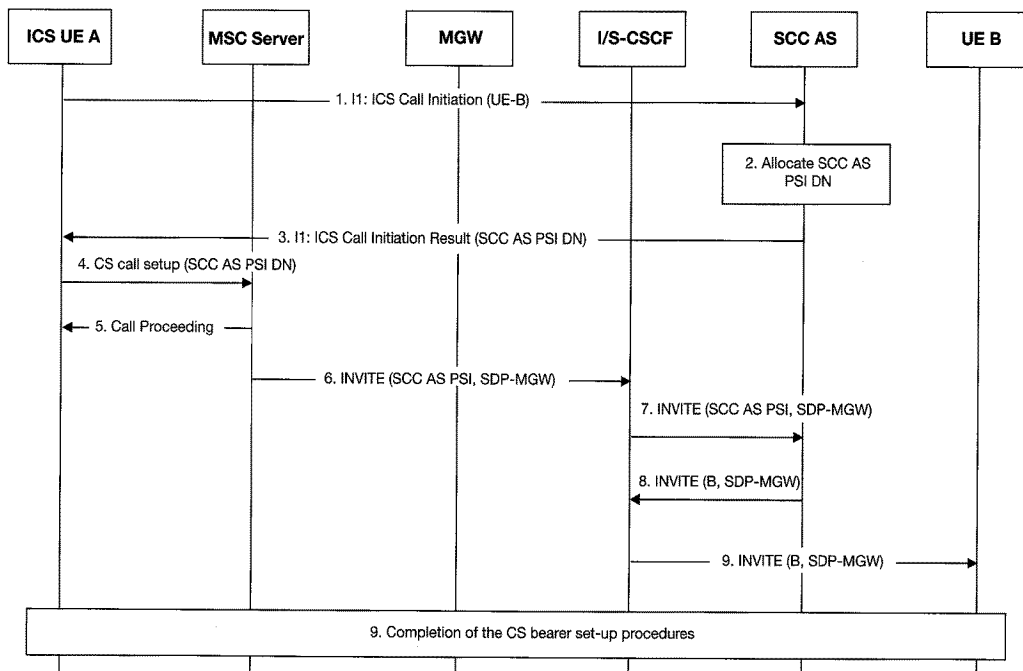 ICS UE A
MSC Server
MGW
I/S-CSCF
SCC AS
UE B
1. I1: ICS Call Initiation (UE-B)
2. Allocate SCC AS
PSI DN
3. I1: ICS Call Initiation Result (SCC AS PSI DN)
4. CS call setup (SCC AS PSI DN)
5. Call Proceeding
6. INVITE (SCC AS PSI, SDP-MGW)
7. INVITE (SCC AS PSI, SDP-MGW)
8. INVITE (B, SDP-MGW)
9. INVITE (B, SDP-MGW)
9. Completion of the CS bearer set-up procedures